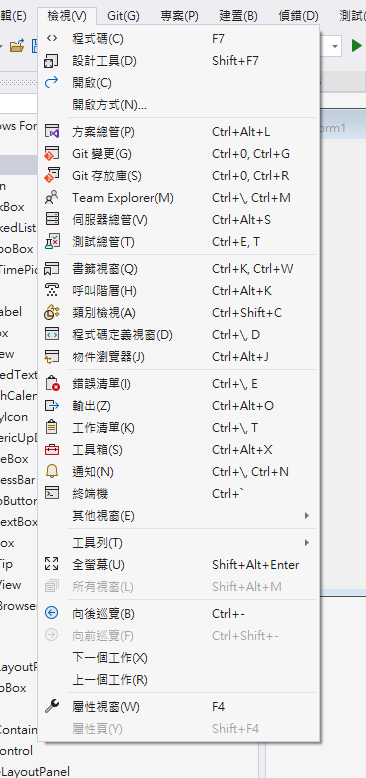 輯(E) 檢視(V) Git(G) 專案(P) 建置(B) 偵錯(D) 測試
程式碼(C) F7
設計工具(D) Shift+F7
開啟(C)
開啟方式(N)...
方案總管(P) Ctrl+Alt+L
Git 變更(G) Ctrl+0, Ctrl+G
Git 存放庫(S) Ctrl+0, Ctrl+R
Team Explorer(M) Ctrl+\, Ctrl+M
伺服器總管(V) Ctrl+Alt+S
測試總管(T) Ctrl+E, T
書籤視窗(Q) Ctrl+K, Ctrl+W
呼叫階層(H) Ctrl+Alt+K
類別檢視(A) Ctrl+Shift+C
程式碼定義視窗(D) Ctrl+\, D
物件瀏覽器(J) Ctrl+Alt+J
錯誤清單(I) Ctrl+\, E
輸出(Z) Ctrl+Alt+O
工作清單(K) Ctrl+\, T
工具箱(S) Ctrl+Alt+X
通知(N) Ctrl+\, Ctrl+N
終端機 Ctrl+`
其他視窗(E)
工具列(T)
全螢幕(U) Shift+Alt+Enter
所有視窗(L) Shift+Alt+M
向後巡覽(B) Ctrl+-
向前巡覽(F) Ctrl+Shift+-
下一個工作(X)
上一個工作(R)
屬性視窗(W) F4
屬性頁(Y) Shift+F4
orm1
ows For
n
kBox
kedList
boBox
TimePic
abel
ox
ew
edText
hCalen
yIcon
ericUpD
reBox
essBar
oButton
extBox
ox
Tip
View
Browser
LayoutP
pBox
Contain
ontrol
eLayoutPanel